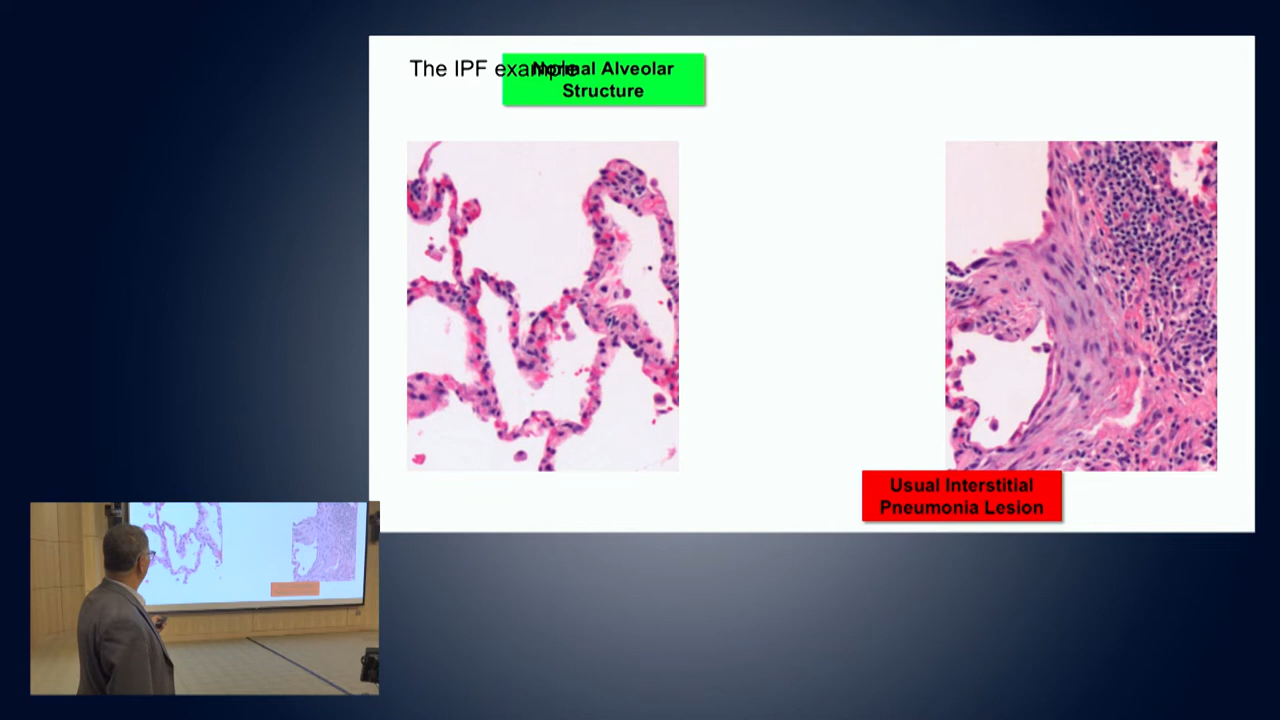 The IPF example
Normal Alveolar
Structure
Usual Interstitial
Pneumonia Lesion